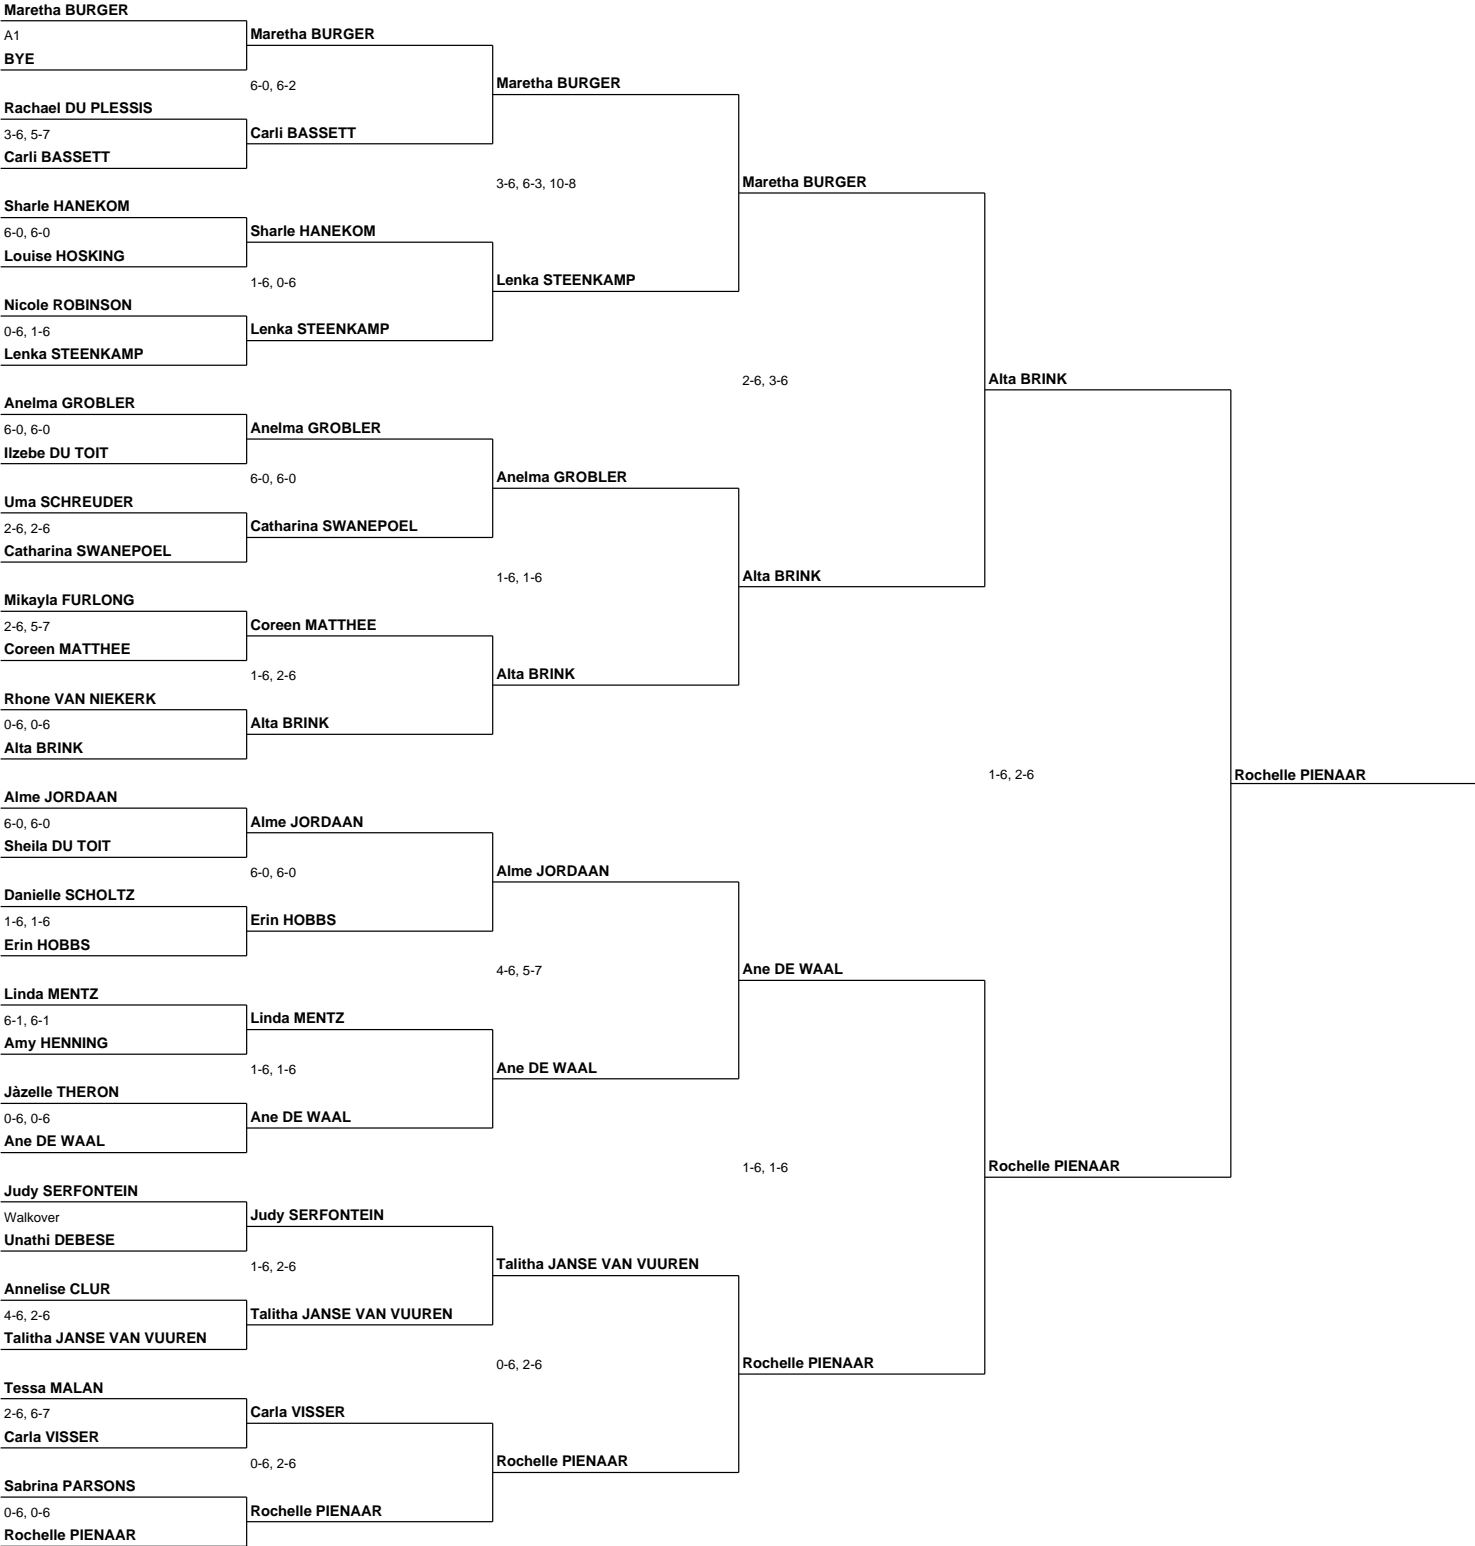 Maretha BURGER
A1
BYE
Rachael DU PLESSIS
3-6, 5-7
Carli BASSETT
Sharle HANEKOM
6-0, 6-0
Louise HOSKING
Nicole ROBINSON
0-6, 1-6
Lenka STEENKAMP
Anelma GROBLER
6-0, 6-0
Ilzebe DU TOIT
Uma SCHREUDER
2-6, 2-6
Catharina SWANEPOEL
Mikayla FURLONG
2-6, 5-7
Coreen MATTHEE
Rhone VAN NIEKERK
0-6, 0-6
Alta BRINK
Alme JORDAAN
6-0, 6-0
Sheila DU TOIT
Danielle SCHOLTZ
1-6, 1-6
Erin HOBBS
Linda MENTZ
6-1, 6-1
Amy HENNING
Jàzelle THERON
0-6, 0-6
Ane DE WAAL
Judy SERFONTEIN
Walkover
Unathi DEBESE
Annelise CLUR
4-6, 2-6
Talitha JANSE VAN VUUREN
Tessa MALAN
2-6, 6-7
Carla VISSER
Sabrina PARSONS
0-6, 0-6
Rochelle PIENAAR
Maretha BURGER
6-0, 6-2
Carli BASSETT
Sharle HANEKOM
1-6, 0-6
Lenka STEENKAMP
Anelma GROBLER
6-0, 6-0
Catharina SWANEPOEL
Coreen MATTHEE
1-6, 2-6
Alta BRINK
Alme JORDAAN
6-0, 6-0
Erin HOBBS
Linda MENTZ
1-6, 1-6
Ane DE WAAL
Judy SERFONTEIN
1-6, 2-6
Talitha JANSE VAN VUUREN
Carla VISSER
0-6, 2-6
Rochelle PIENAAR
Maretha BURGER
3-6, 6-3, 10-8
Lenka STEENKAMP
Anelma GROBLER
1-6, 1-6
Alta BRINK
Alme JORDAAN
4-6, 5-7
Ane DE WAAL
Talitha JANSE VAN VUUREN
0-6, 2-6
Rochelle PIENAAR
Maretha BURGER
2-6, 3-6
Alta BRINK
Ane DE WAAL
1-6, 1-6
Rochelle PIENAAR
Alta BRINK
1-6, 2-6
Rochelle PIENAAR
Rochelle PIENAAR